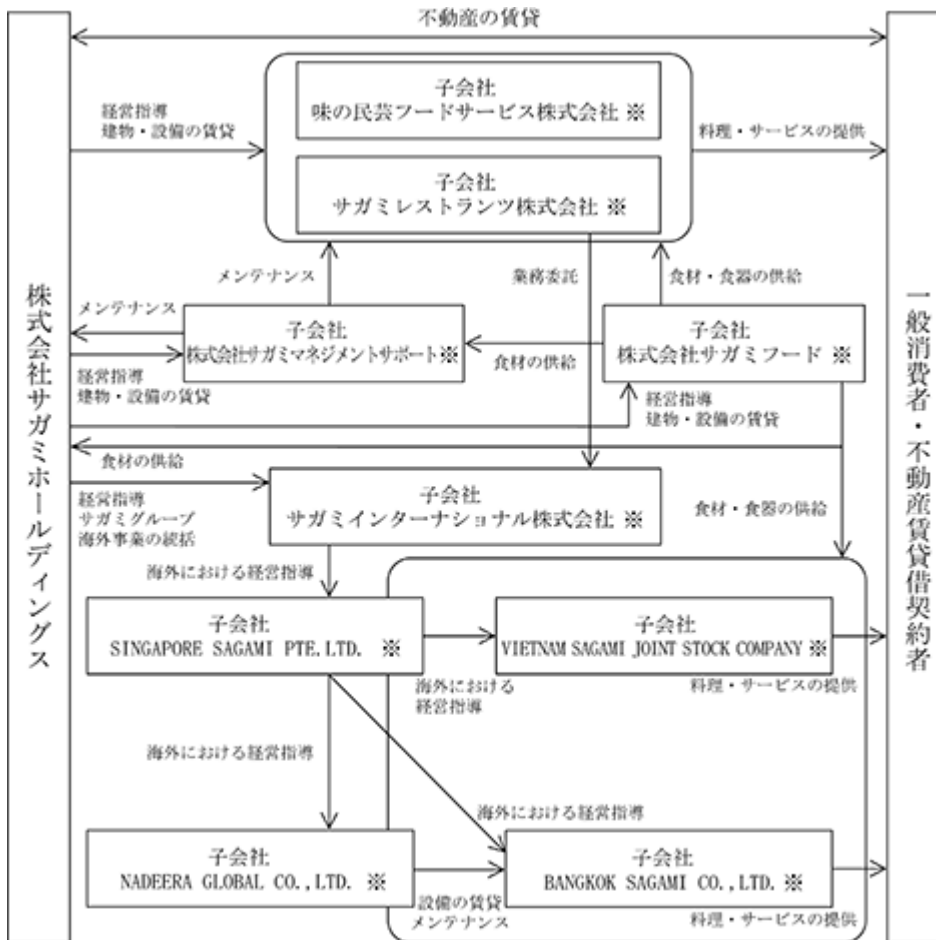 不動産の賃貸
子会社
味の民芸フードサービス株式会社 ※
経営指導
建物・設備の賃貸
料理・サービスの提供
子会社
サガミレストランツ株式会社 ※
メンテナンス
業務委託
食材・食器の供給
メンテナンス
子会社
株式会社サガミマネジメントサポート ※
食材の供給
子会社
株式会社サガミフード ※
経営指導
建物・設備の賃貸
経営指導
建物・設備の賃貸
食材の供給
子会社
サガミインターナショナル株式会社 ※
経営指導
サガミグループ
海外事業の統括
食材・食器の供給
海外における経営指導
子会社
SINGAPORE SAGAMI PTE.LTD. ※
子会社
VIETNAM SAGAMI JOINT STOCK COMPANY ※
海外における
経営指導
料理・サービスの提供
海外における経営指導
海外における経営指導
子会社
NADEERA GLOBAL CO.,LTD. ※
子会社
BANGKOK SAGAMI CO.,LTD. ※
設備の賃貸
メンテナンス
料理・サービスの提供
株式会社サガミホールディングス
一般消費者・不動産賃貸借契約者